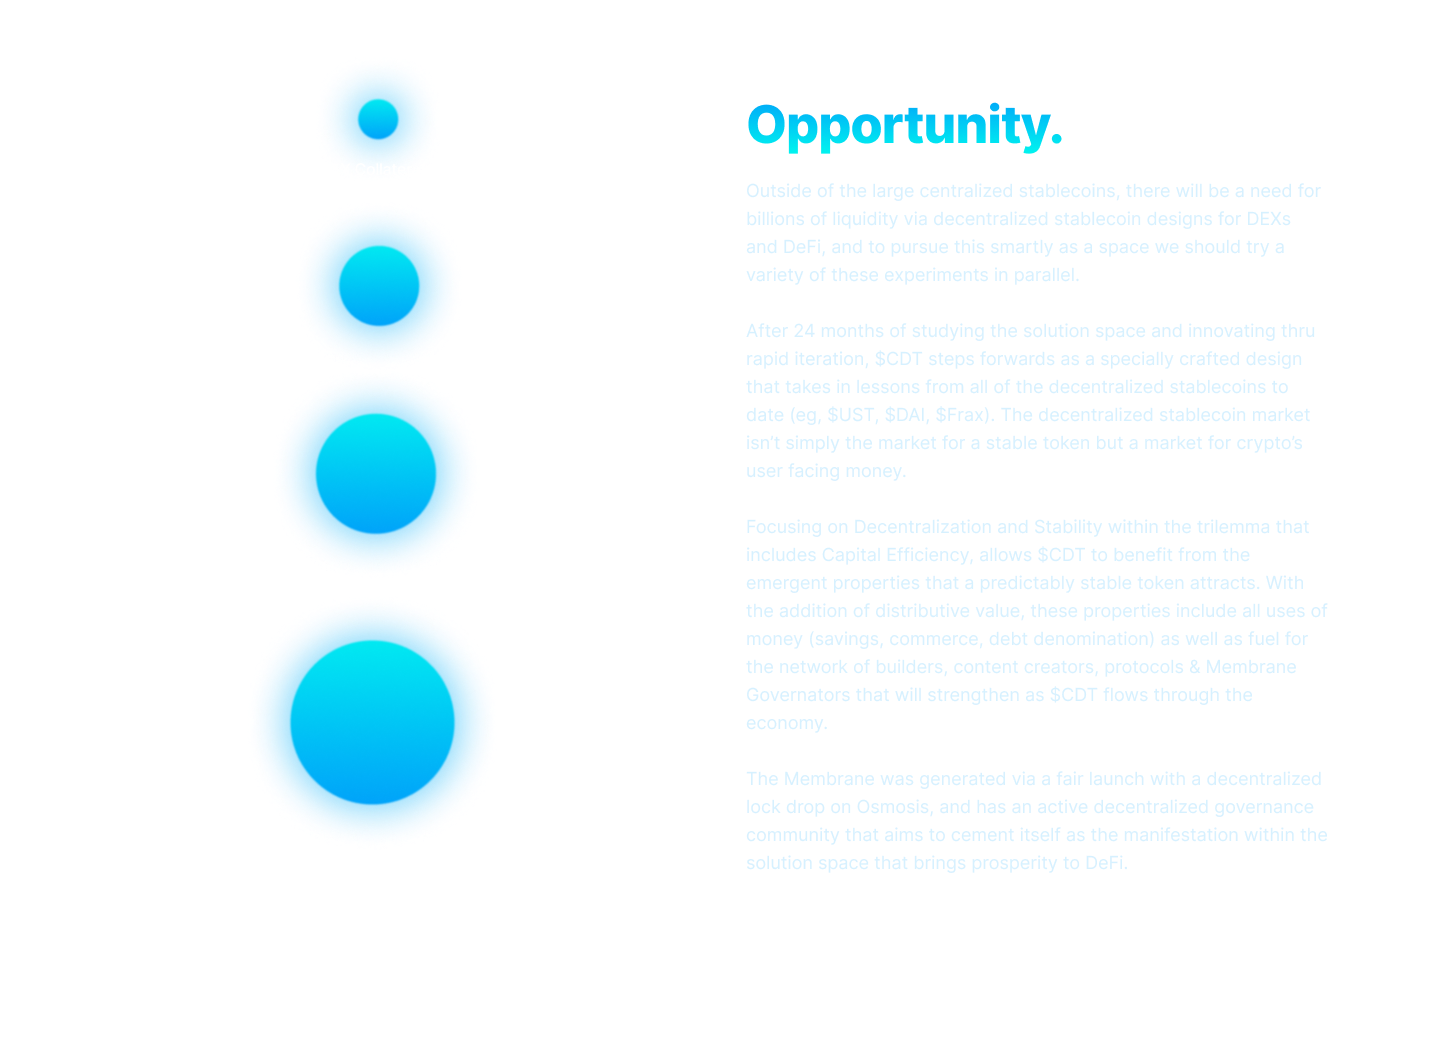 Opportunity.
Outside of the large centralized stablecoins, there will be a need for
billions of liquidity via decentralized stablecoin designs for DEXs
and DeFi, and to pursue this smartly as a space we should try a
variety of these experiments in parallel.
After 24 months of studying the solution space and innovating thru
rapid iteration, $CDT steps forwards as a specially crafted design
that takes in lessons from all of the decentralized stablecoins to
date (eg, $UST, $DAI, $Frax). The decentralized stablecoin market
isn’t simply the market for a stable token but a market for crypto’s
user facing money.
Focusing on Decentralization and Stability within the trilemma that
includes Capital Efficiency, allows $CDT to benefit from the
emergent properties that a predictably stable token attracts. With
the addition of distributive value, these properties include all uses of
money (savings, commerce, debt denomination) as well as fuel for
the network of builders, content creators, protocols & Membrane
Governators that will strengthen as $CDT flows through the
economy.
The Membrane was generated via a fair launch with a decentralized
lock drop on Osmosis, and has an active decentralized governance
community that aims to cement itself as the manifestation within the
solution space that brings prosperity to DeFi.